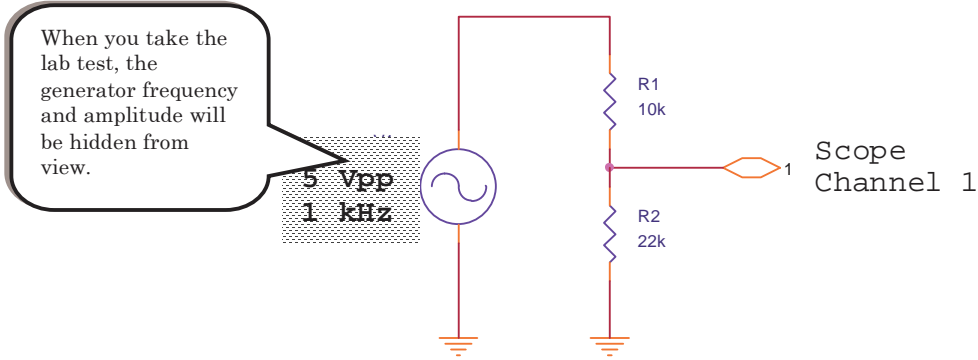 When you take the
lab test, the
generator frequency
and amplitude will
be hidden from
view.
5 Vpp
1 kHz
R1
10k
1
Scope
Channel 1
R2
22k